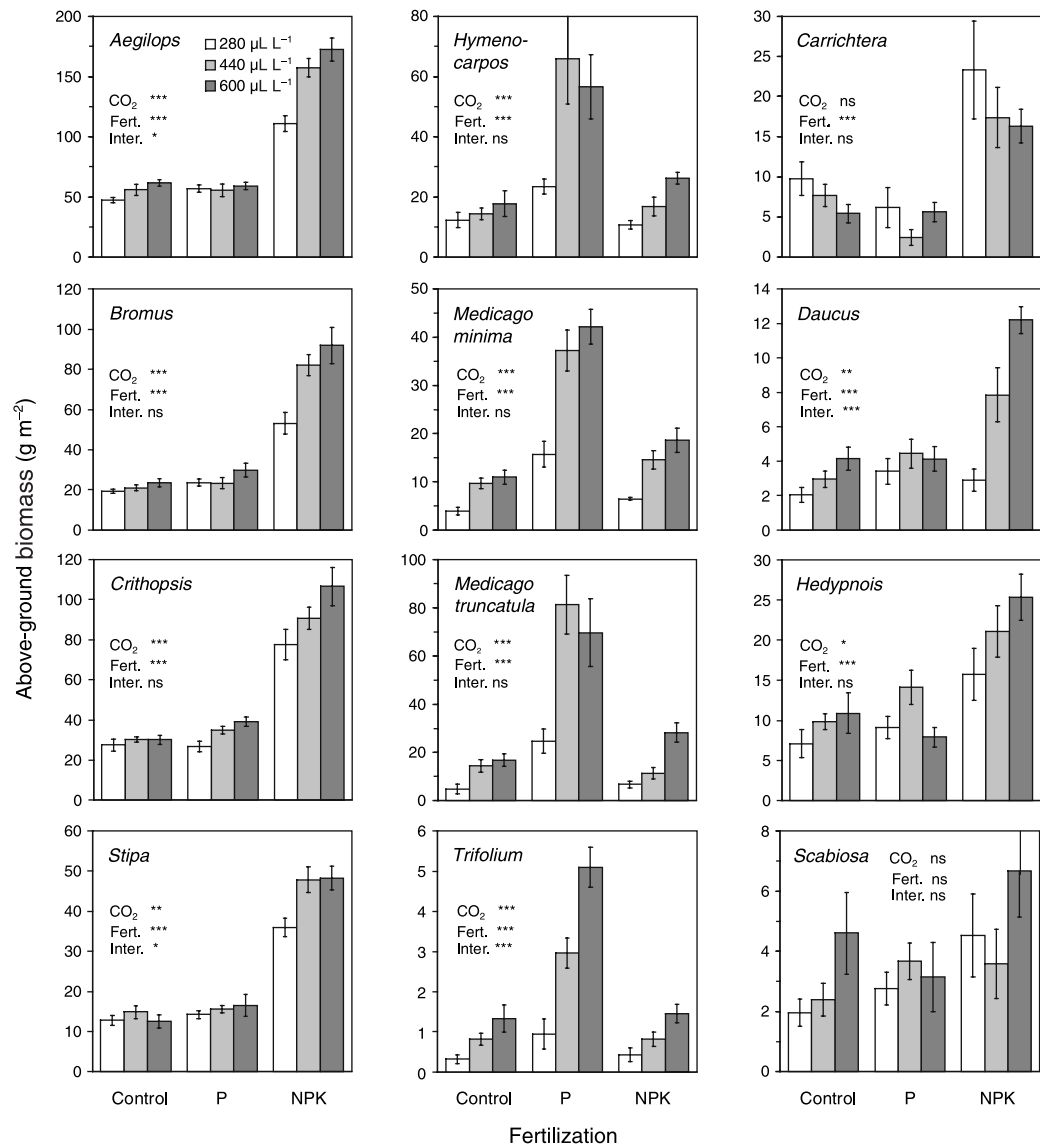 Above-ground biomass (g m⁻²)
Aegilops
280 µL L⁻¹
440 µL L⁻¹
600 µL L⁻¹
CO₂ ***
Fert. ***
Inter. *
200
150
100
50
0
Hymeno-
carpos
CO₂ ***
Fert. ***
Inter. ns
80
60
40
20
0
Carrichtera
CO₂ ns
Fert. ***
Inter. ns
30
25
20
15
10
5
0
Bromus
CO₂ ***
Fert. ***
Inter. ns
120
100
80
60
40
20
0
Medicago
minima
CO₂ ***
Fert. ***
Inter. ns
50
40
30
20
10
0
Daucus
CO₂ **
Fert. ***
Inter. ***
14
12
10
8
6
4
2
0
Crithopsis
CO₂ ***
Fert. ***
Inter. ns
120
100
80
60
40
20
0
Medicago
truncatula
CO₂ ***
Fert. ***
Inter. ns
100
80
60
40
20
0
Hedypnois
CO₂ *
Fert. ***
Inter. ns
30
25
20
15
10
5
0
Stipa
CO₂ **
Fert. ***
Inter. *
60
50
40
30
20
10
0
Trifolium
CO₂ ***
Fert. ***
Inter. ***
6
5
4
3
2
1
0
Scabiosa
CO₂ ns
Fert. ns
Inter. ns
8
6
4
2
0
Control P NPK
Control P NPK
Control P NPK
Fertilization